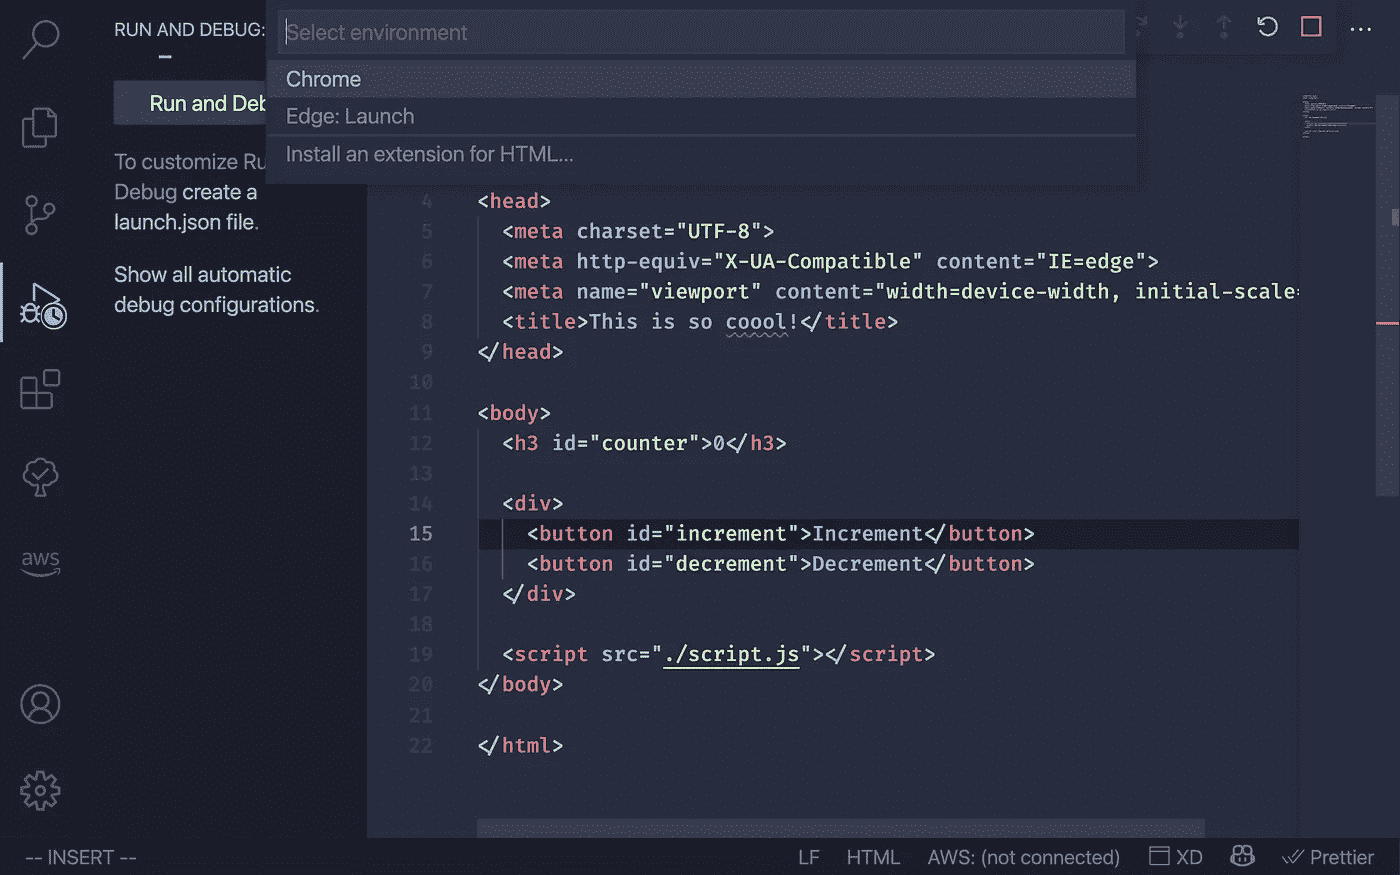 RUN AND DEBUG:
Run and Deb
To customize Ru
Debug create a
launch.json file.
Show all automatic
debug configurations.
aws
Select environment
Chrome
Edge: Launch
Install an extension for HTML...
4 <head>
5 <meta charset="UTF-8">
6 <meta http-equiv="X-UA-Compatible" content="IE=edge">
7 <meta name="viewport" content="width=device-width, initial-scale=
8 <title>This is so coool!</title>
9 </head>
10
11 <body>
12 <h3 id="counter">0</h3>
13
14 <div>
15 <button id="increment">Increment</button>
16 <button id="decrement">Decrement</button>
17 </div>
18
19 <script src="./script.js"></script>
20 </body>
21
22 </html>
-- INSERT -- LF HTML AWS: (not connected) XD Prettier